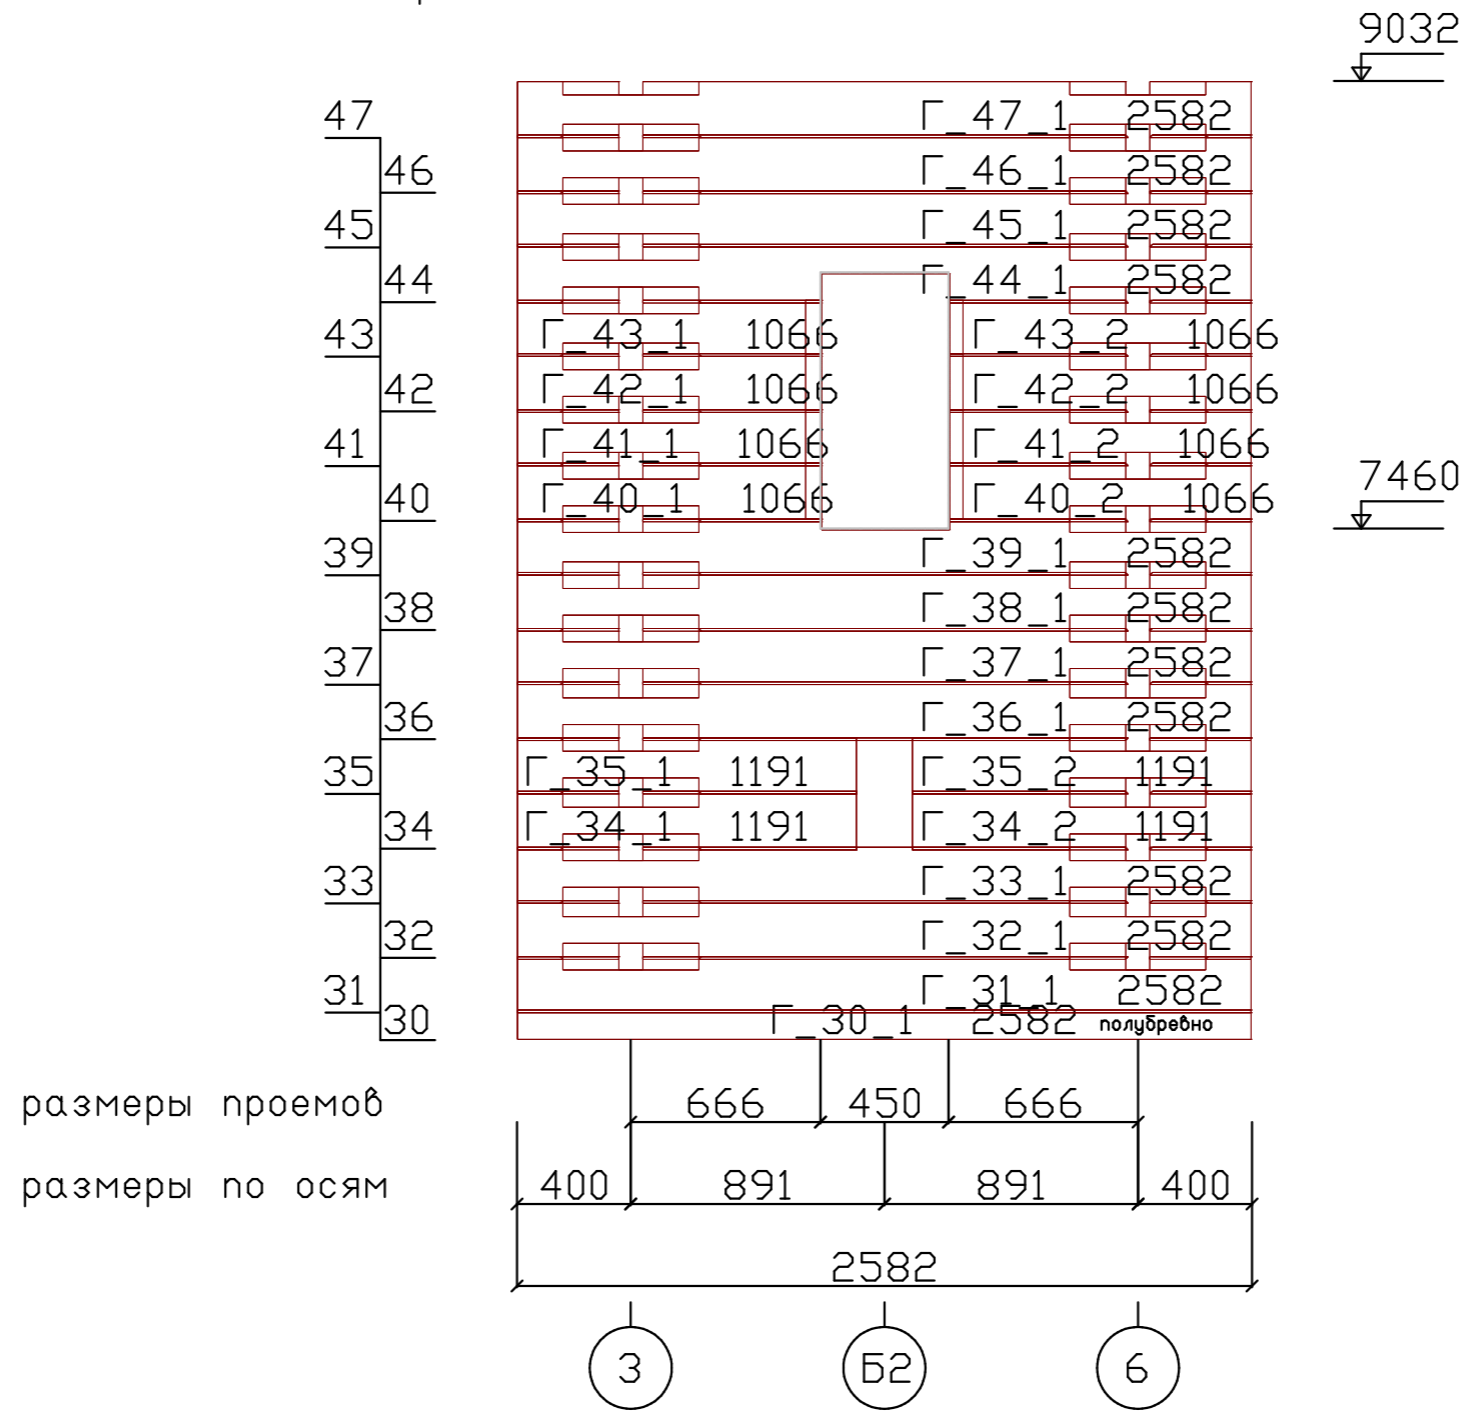 9032
47 Г_47_1 2582
46 Г_46_1 2582
45 Г_45_1 2582
44 Г_44_1 2582
43 Г_43_1 1066 Г_43_2 1066
42 Г_42_1 1066 Г_42_2 1066
41 Г_41_1 1066 Г_41_2 1066
7460
40 Г_40_1 1066 Г_40_2 1066
39 Г_39_1 2582
38 Г_38_1 2582
37 Г_37_1 2582
36 Г_36_1 2582
35 Г_35_1 1191 Г_35_2 1191
34 Г_34_1 1191 Г_34_2 1191
33 Г_33_1 2582
32 Г_32_1 2582
31 Г_31_1 2582
30 Г_30_1 2582 полубревно
размеры проемов 666 450 666
размеры по осям 400 891 891 400
2582
3 Б2 6